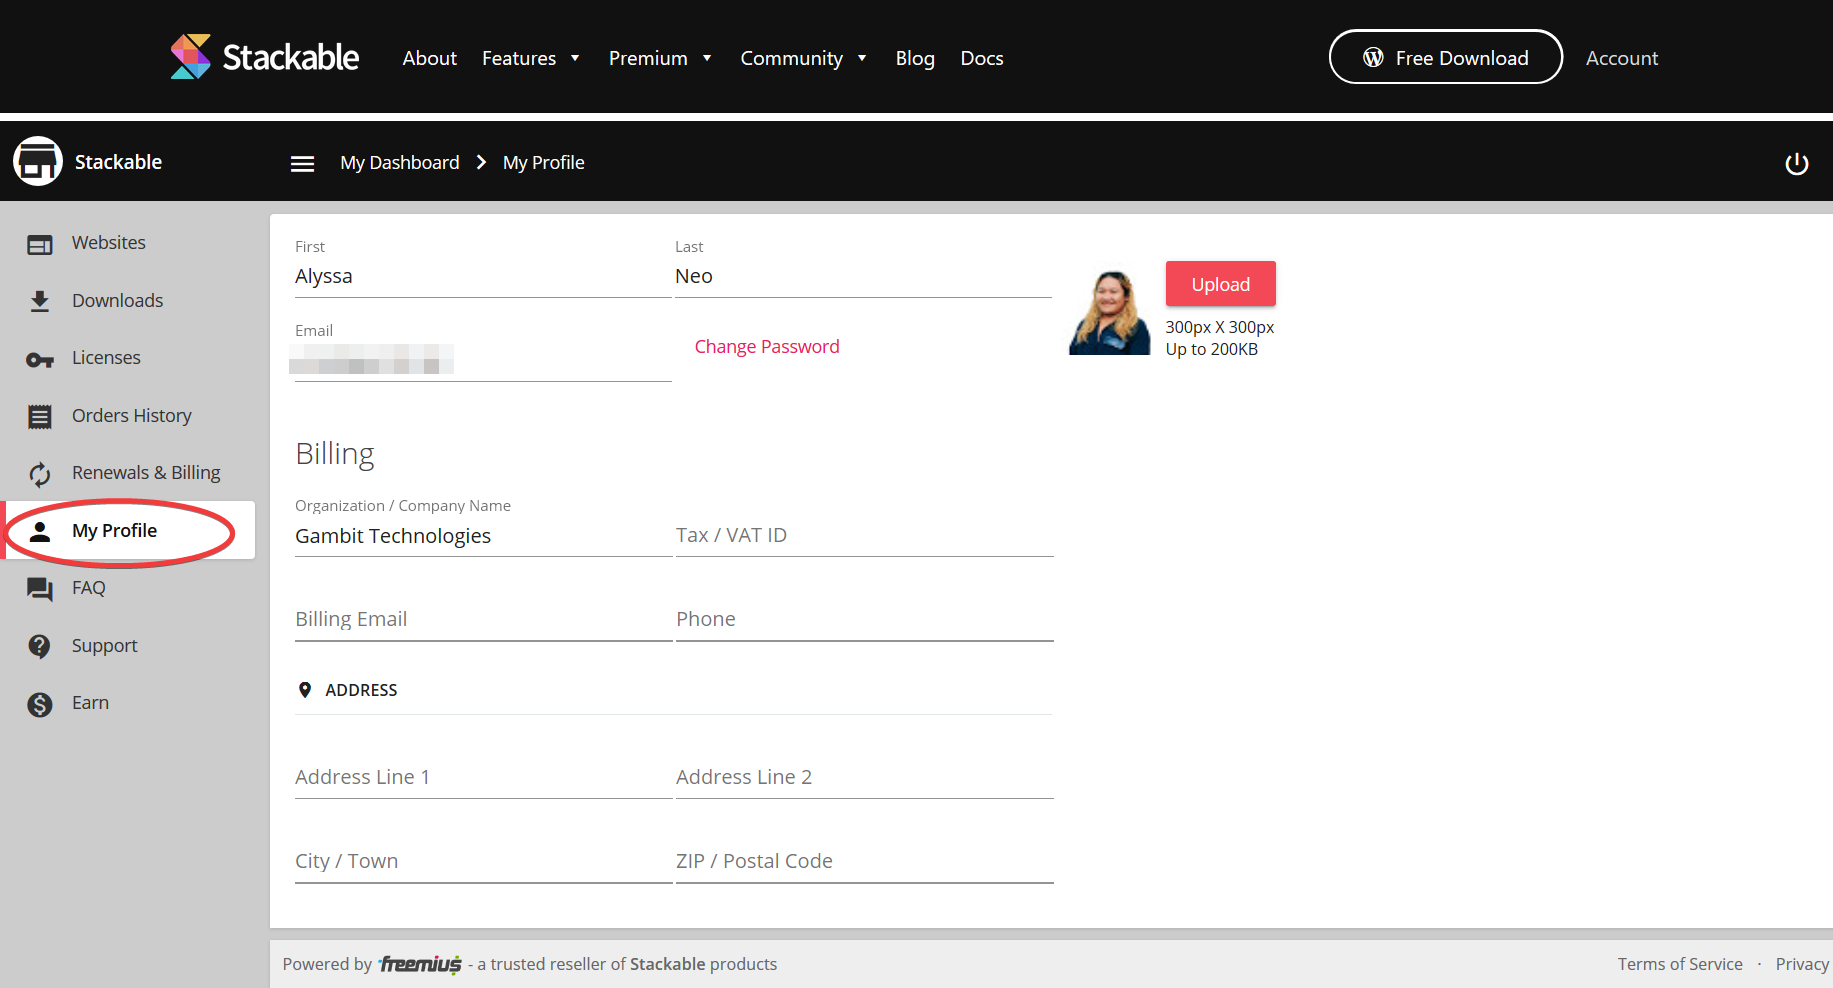 Stackable About Features Premium Community Blog Docs Free Download Account
Stackable My Dashboard My Profile
Websites
Downloads
Licenses
Orders History
Renewals & Billing
My Profile
FAQ
Support
Earn
First Last
Alyssa Neo
Upload
300px X 300px
Up to 200KB
Email
Change Password
Billing
Organization / Company Name
Gambit Technologies Tax / VAT ID
Billing Email Phone
ADDRESS
Address Line 1 Address Line 2
City / Town ZIP / Postal Code
Powered by freemius - a trusted reseller of Stackable products Terms of Service · Privacy